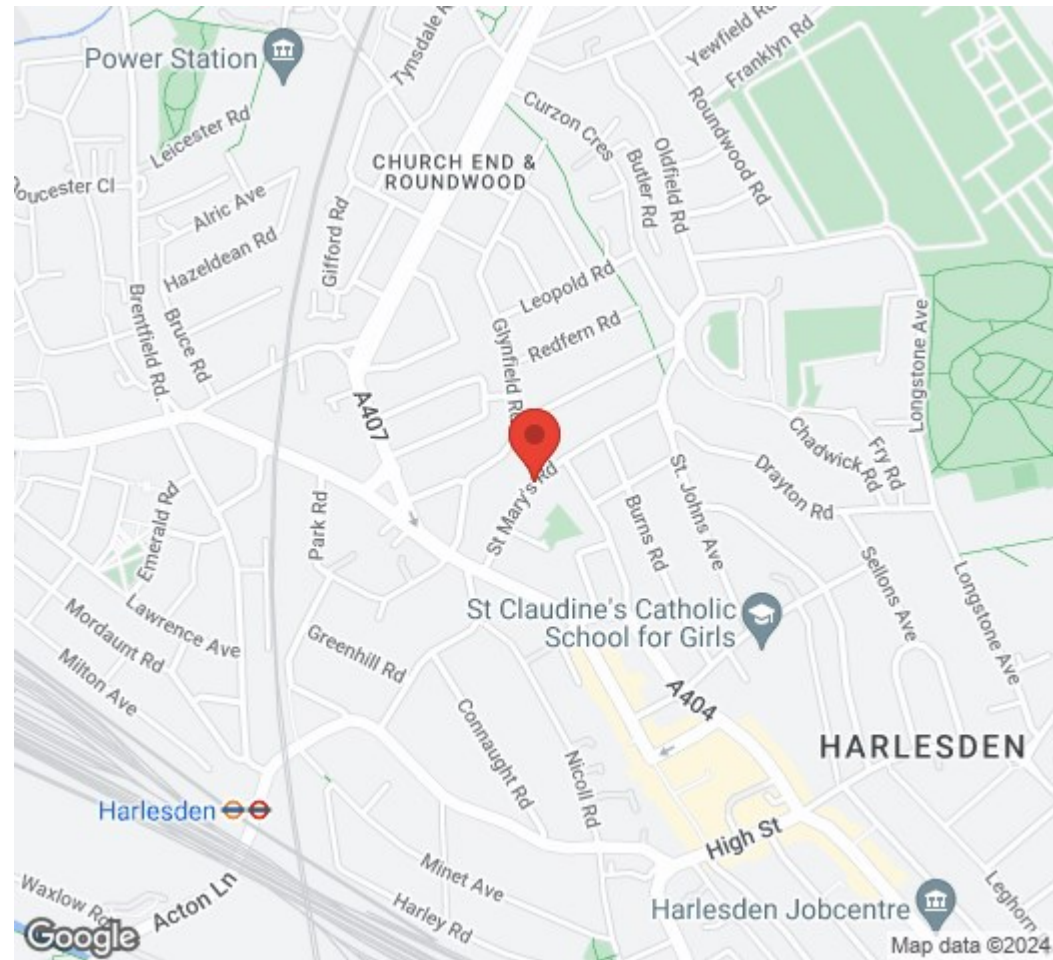 Power Station
Tynsdale R
Yewfield Rd
Franklyn Rd
Roundwood Rd
Leicester Rd
Curzon Cres
Oldfield Rd
Butler Rd
CHURCH END &
ROUNDWOOD
oucester Cl
Alric Ave
Hazeldean Rd
Gifford Rd
Leopold Rd
Redfern Rd
Glynfield Rd
Brentfield Rd.
Bruce Rd
Longstone Ave
A407
Chadwick Rd
Fry Rd
Drayton Rd
St Mary's Rd
St. Johns Ave
Burns Rd
Park Rd
Emerald Rd
Sellons Ave
Longstone Ave
Lawrence Ave
Mordaunt Rd
Milton Ave
Greenhill Rd
St Claudine's Catholic
School for Girls
A404
Connaught Rd
Nicoll Rd
HARLESDEN
Harlesden
High St
Minet Ave
Harley Rd
Acton Ln
Waxlow Rd
Harlesden Jobcentre
Leghorn
Google
Map data ©2024